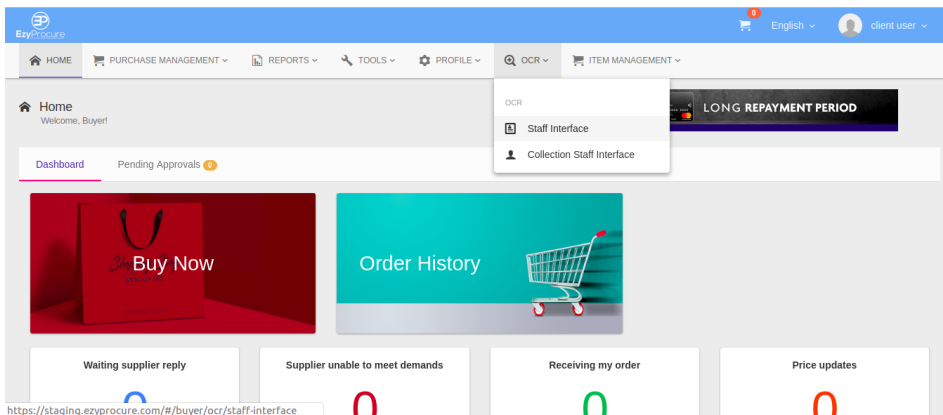 0
EzyProcure
English
client user
HOME
PURCHASE MANAGEMENT
REPORTS
TOOLS
PROFILE
OCR
ITEM MANAGEMENT
OCR
Staff Interface
Collection Staff Interface
LONG REPAYMENT PERIOD
Home
Welcome, Buyer!
Dashboard
Pending Approvals 0
Buy Now
Order History
Waiting supplier reply
Supplier unable to meet demands
Receiving my order
Price updates
0
0
0
0
https://staging.ezyprocure.com/#/buyer/ocr/staff-interface